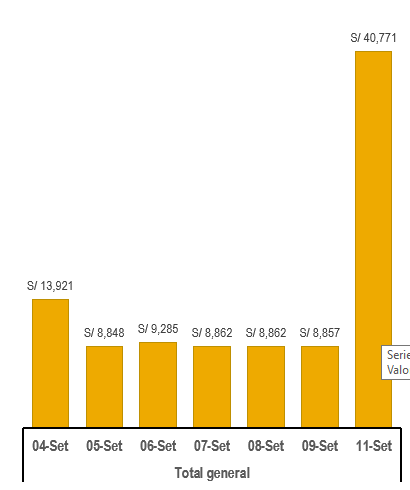 S/ 40,771
S/ 13,921
S/ 8,848
S/ 9,285
S/ 8,862
S/ 8,862
S/ 8,857
Serie
Valo
04-Set 05-Set 06-Set 07-Set 08-Set 09-Set 11-Set
Total general